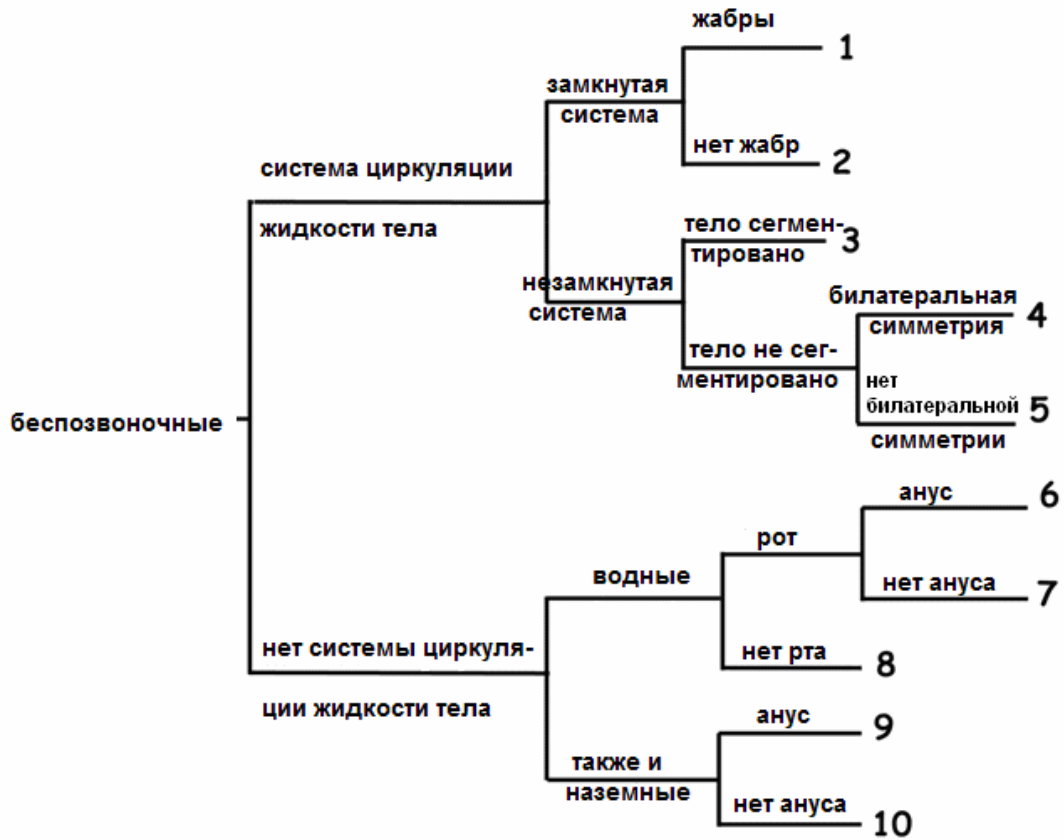 жабры
1
замкнутая
система
нет жабр
2
система циркуляции
жидкости тела
тело сегмен-
тировано
3
незамкнутая
система
билатеральная
симметрия
4
тело не сег-
ментировано
нет
билатеральной
симметрии
5
беспозвоночные
анус
6
рот
водные
нет ануса
7
нет системы циркуля-
ции жидкости тела
нет рта
8
анус
9
также и
наземные
нет ануса
10